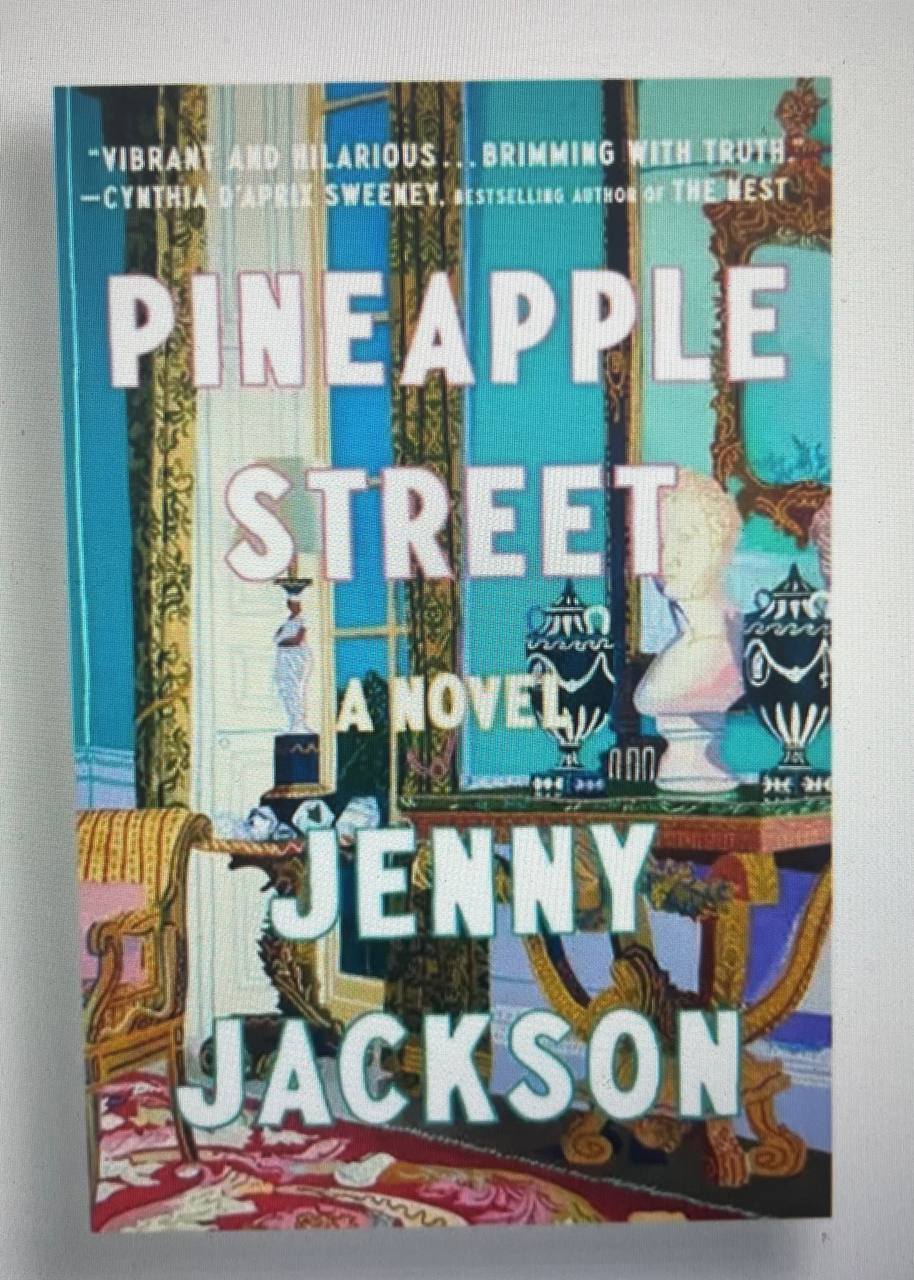 "VIBRANT AND HILARIOUS...BRIMMING WITH TRUTH."
—CYNTHIA D'APRIX SWEENEY, BESTSELLING AUTHOR OF THE NEST
PINEAPPLE
STREET
A NOVEL
JENNY
JACKSON